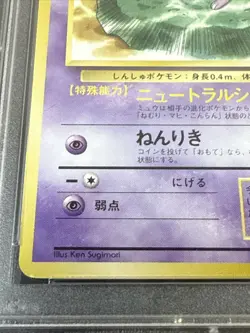 しんしゅポケモン：身長0.4m、体
【特殊能力】ニュートラルシ
ミュウは相手の進化ポケモンから
「ねむり・マヒ・こんらん」状態の
ねんりき
コインを投げて「おもて」なら、
状態にする。
にげる
弱点
Illus. Ken Sugimori